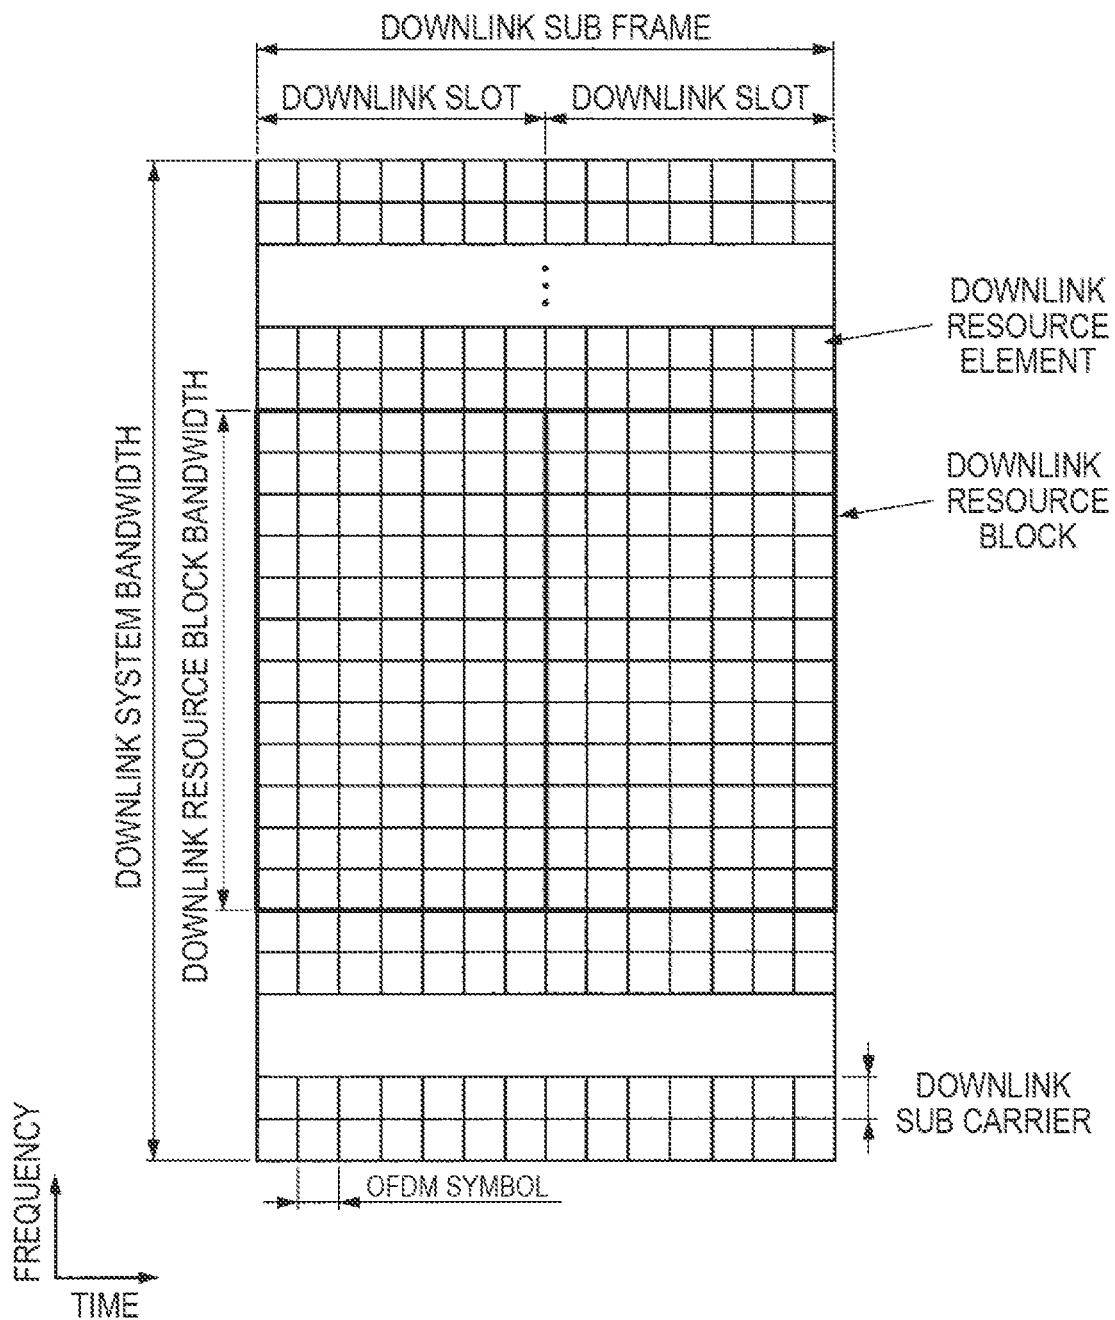 DOWNLINK SUB FRAME
DOWNLINK SLOT
DOWNLINK SLOT
DOWNLINK
RESOURCE
ELEMENT
DOWNLINK SYSTEM BANDWIDTH
DOWNLINK RESOURCE BLOCK BANDWIDTH
DOWNLINK
RESOURCE
BLOCK
DOWNLINK
SUB CARRIER
OFDM SYMBOL
FREQUENCY
TIME